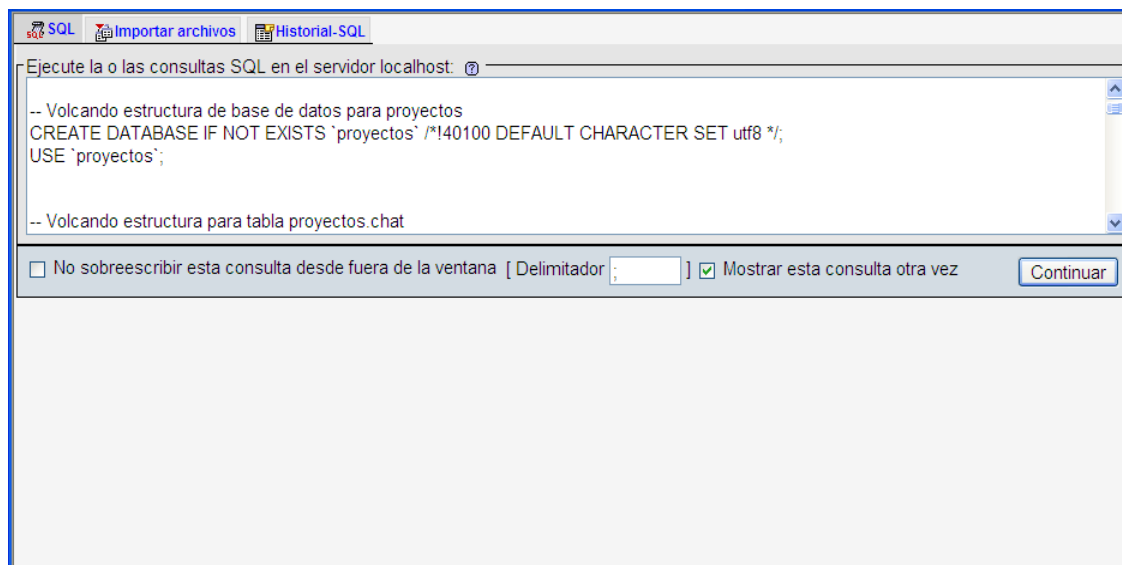 SQL Importar archivos Historial-SQL
Ejecute la o las consultas SQL en el servidor localhost:
-- Volcando estructura de base de datos para proyectos
CREATE DATABASE IF NOT EXISTS `proyectos` /*!40100 DEFAULT CHARACTER SET utf8 */;
USE `proyectos`;
-- Volcando estructura para tabla proyectos.chat
No sobreescribir esta consulta desde fuera de la ventana [ Delimitador ; ] Mostrar esta consulta otra vez Continuar